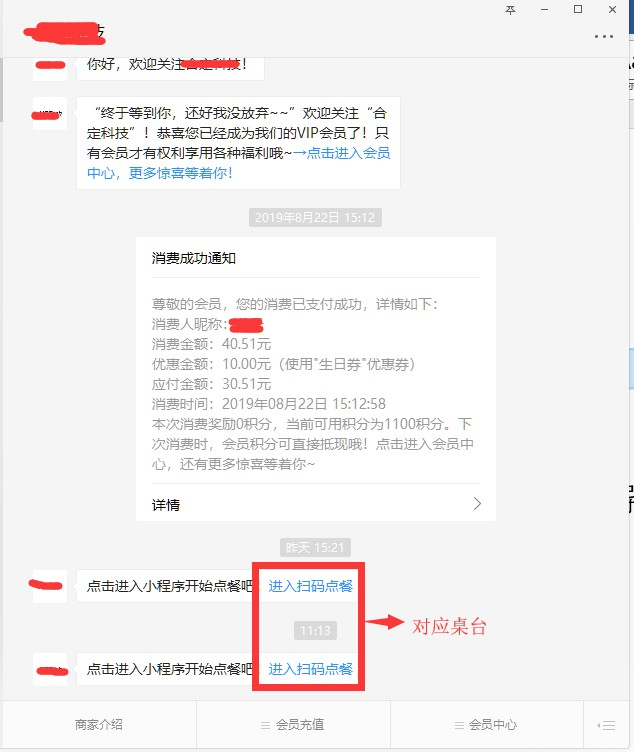 技
你好，欢迎关注合定科技！
“终于等到你，还好我没放弃~~”欢迎关注“合
定科技”！恭喜您已经成为我们的VIP会员了！只
有会员才有权利享用各种福利哦~→点击进入会员
中心，更多惊喜等着你！
2019年8月22日 15:12
消费成功通知
尊敬的会员，您的消费已支付成功，详情如下：
消费人昵称：
消费金额：40.51元
优惠金额：10.00元（使用"生日券"优惠券）
应付金额：30.51元
消费时间：2019年08月22日 15:12:58
本次消费奖励0积分，当前可用积分为1100积分。下
次消费时，会员积分可直接抵现哦！点击进入会员中
心，还有更多惊喜等着你~
详情
昨天 15:21
点击进入小程序开始点餐吧！进入扫码点餐
11:13
对应桌台
点击进入小程序开始点餐吧！进入扫码点餐
商家介绍
会员充值
会员中心